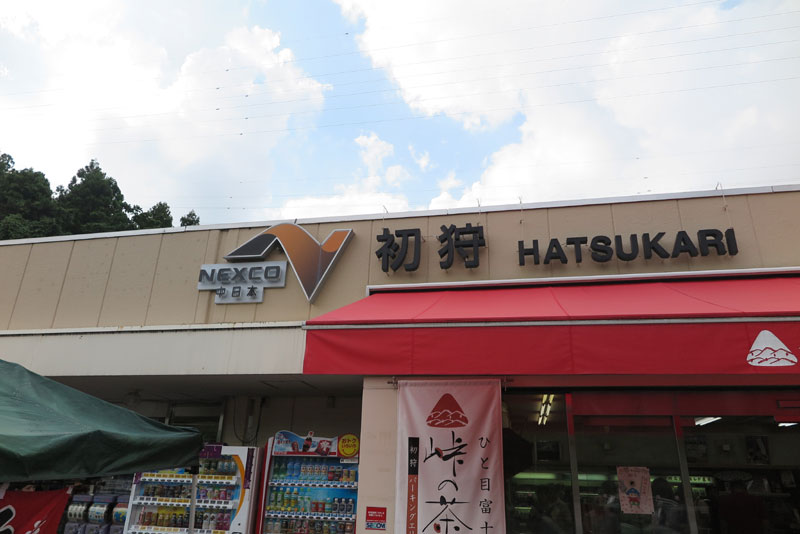 NEXCO
中日本
初狩 HATSUKARI
ひと目富士
峠の茶
初狩
パーキングエリ
SECOM